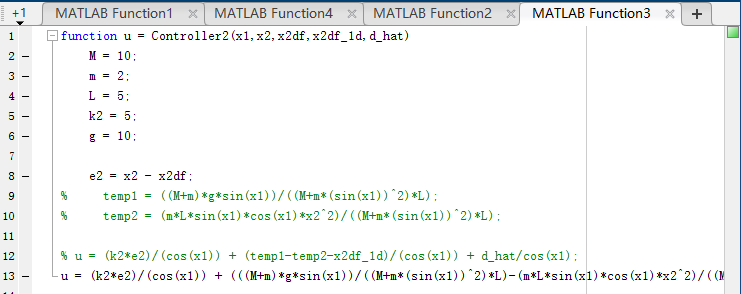 +1 MATLAB Function1 × MATLAB Function4 × MATLAB Function2 × MATLAB Function3 × +
1 function u = Controller2(x1,x2,x2df,x2df_1d,d_hat)
2 – M = 10;
3 – m = 2;
4 – L = 5;
5 – k2 = 5;
6 – g = 10;
7
8 – e2 = x2 - x2df;
9 % temp1 = ((M+m)*g*sin(x1))/((M+m*(sin(x1))^2)*L);
10 % temp2 = (m*L*sin(x1)*cos(x1)*x2^2)/((M+m*(sin(x1))^2)*L);
11
12 % u = (k2*e2)/(cos(x1)) + (temp1-temp2-x2df_1d)/(cos(x1)) + d_hat/cos(x1);
13 – u = (k2*e2)/(cos(x1)) + (((M+m)*g*sin(x1))/((M+m*(sin(x1))^2)*L)-(m*L*sin(x1)*cos(x1)*x2^2)/((M